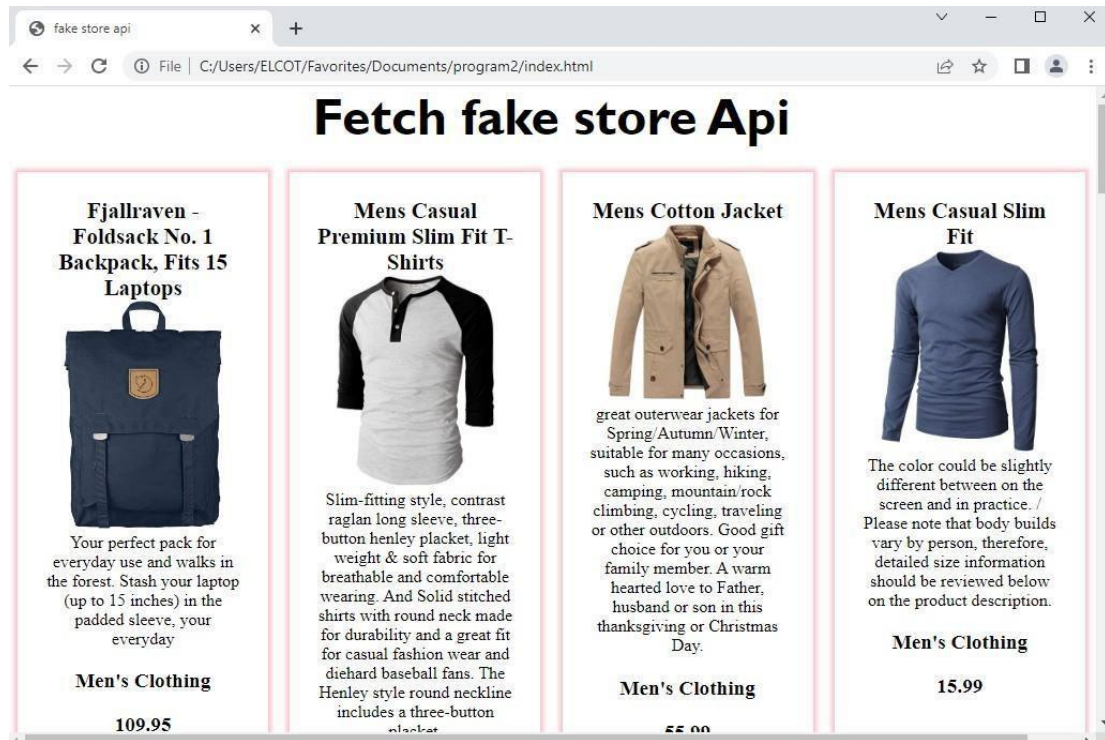 fake store api
File
C:/Users/ELCOT/Favorites/Documents/program2/index.html
Fetch fake store Api
Fjallraven -
Foldsack No. 1
Backpack, Fits 15
Laptops
Your perfect pack for
everyday use and walks in
the forest. Stash your laptop
(up to 15 inches) in the
padded sleeve, your
everyday
Men's Clothing
109.95
Mens Casual
Premium Slim Fit T-
Shirts
Slim-fitting style, contrast
raglan long sleeve, three-
button henley placket, light
weight & soft fabric for
breathable and comfortable
wearing. And Solid stitched
shirts with round neck made
for durability and a great fit
for casual fashion wear and
diehard baseball fans. The
Henley style round neckline
includes a three-button
placket.
Mens Cotton Jacket
great outerwear jackets for
Spring/Autumn/Winter,
suitable for many occasions,
such as working, hiking,
camping, mountain/rock
climbing, cycling, traveling
or other outdoors. Good gift
choice for you or your
family member. A warm
hearted love to Father,
husband or son in this
thanksgiving or Christmas
Day.
Men's Clothing
55.99
Mens Casual Slim
Fit
The color could be slightly
different between on the
screen and in practice. /
Please note that body builds
vary by person, therefore,
detailed size information
should be reviewed below
on the product description.
Men's Clothing
15.99